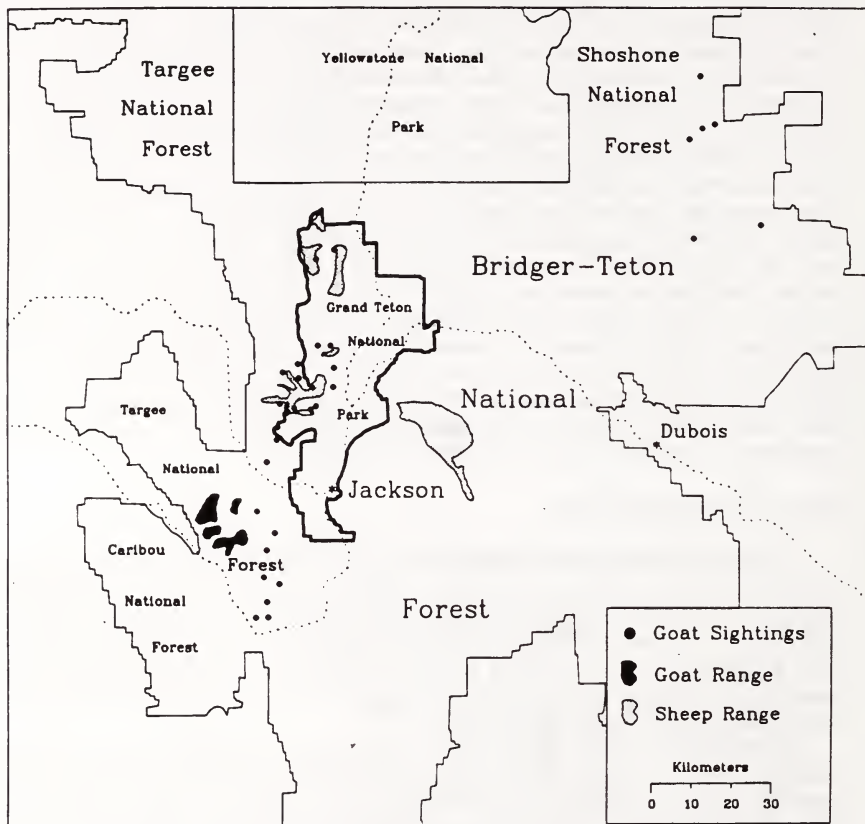 Yellowstone National
Park
Targee
National
Forest
Shoshone
National
Forest
Bridger-Teton
Grand Teton
National
Park
National
Dubois
Targee
National
Forest
Jackson
Caribou
National
Forest
Forest
Goat Sightings
Goat Range
Sheep Range
Kilometers
0 10 20 30